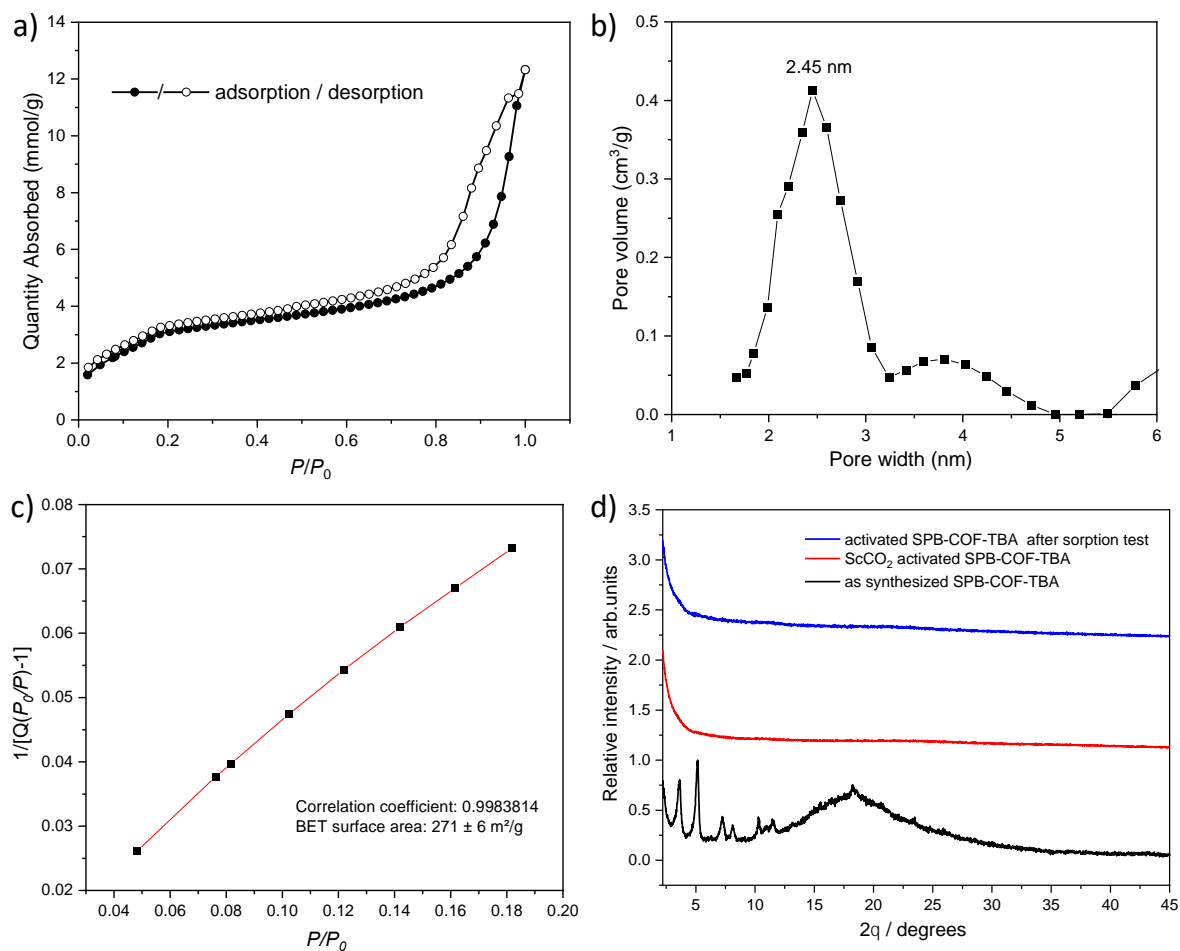 a)
14
12
10
8
6
4
2
0
Quantity Absorbed (mmol/g)
adsorption / desorption
0.0 0.2 0.4 0.6 0.8 1.0
P/P0
b)
0.5
0.4
0.3
0.2
0.1
0.0
Pore volume (cm³/g)
2.45 nm
1 2 3 4 5 6
Pore width (nm)
c)
0.08
0.07
0.06
0.05
0.04
0.03
0.02
1/[Q(P0/P)-1]
Correlation coefficient: 0.9983814
BET surface area: 271 ± 6 m²/g
0.04 0.06 0.08 0.10 0.12 0.14 0.16 0.18 0.20
P/P0
d)
3.5
3.0
2.5
2.0
1.5
1.0
0.5
0.0
Relative intensity / arb.units
activated SPB-COF-TBA after sorption test
ScCO2 activated SPB-COF-TBA
as synthesized SPB-COF-TBA
5 10 15 20 25 30 35 40 45
2q / degrees